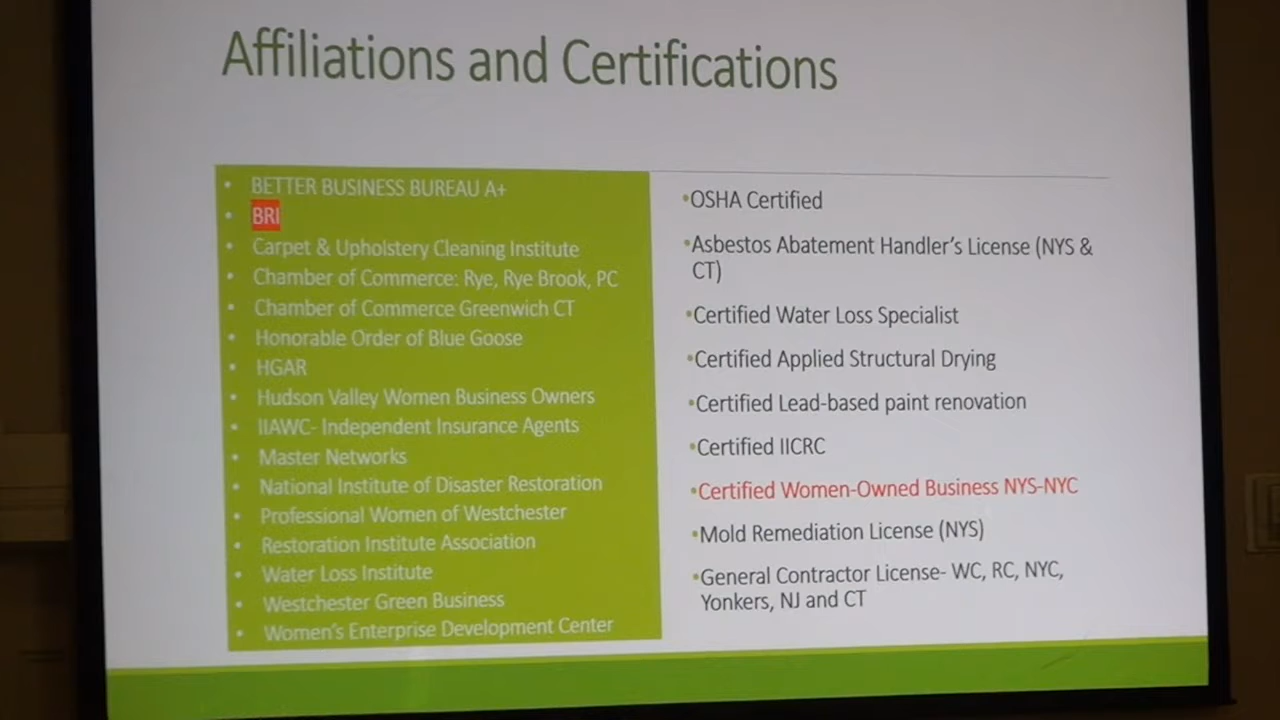 Affiliations and Certifications
• BETTER BUSINESS BUREAU A+
• BRI
• Carpet & Upholstery Cleaning Institute
• Chamber of Commerce: Rye, Rye Brook, PC
• Chamber of Commerce Greenwich CT
• Honorable Order of Blue Goose
• HGAR
• Hudson Valley Women Business Owners
• IIAWC- Independent Insurance Agents
• Master Networks
• National Institute of Disaster Restoration
• Professional Women of Westchester
• Restoration Institute Association
• Water Loss Institute
• Westchester Green Business
• Women's Enterprise Development Center
•OSHA Certified
•Asbestos Abatement Handler's License (NYS &
CT)
•Certified Water Loss Specialist
•Certified Applied Structural Drying
•Certified Lead-based paint renovation
•Certified IICRC
•Certified Women-Owned Business NYS-NYC
•Mold Remediation License (NYS)
•General Contractor License- WC, RC, NYC,
Yonkers, NJ and CT